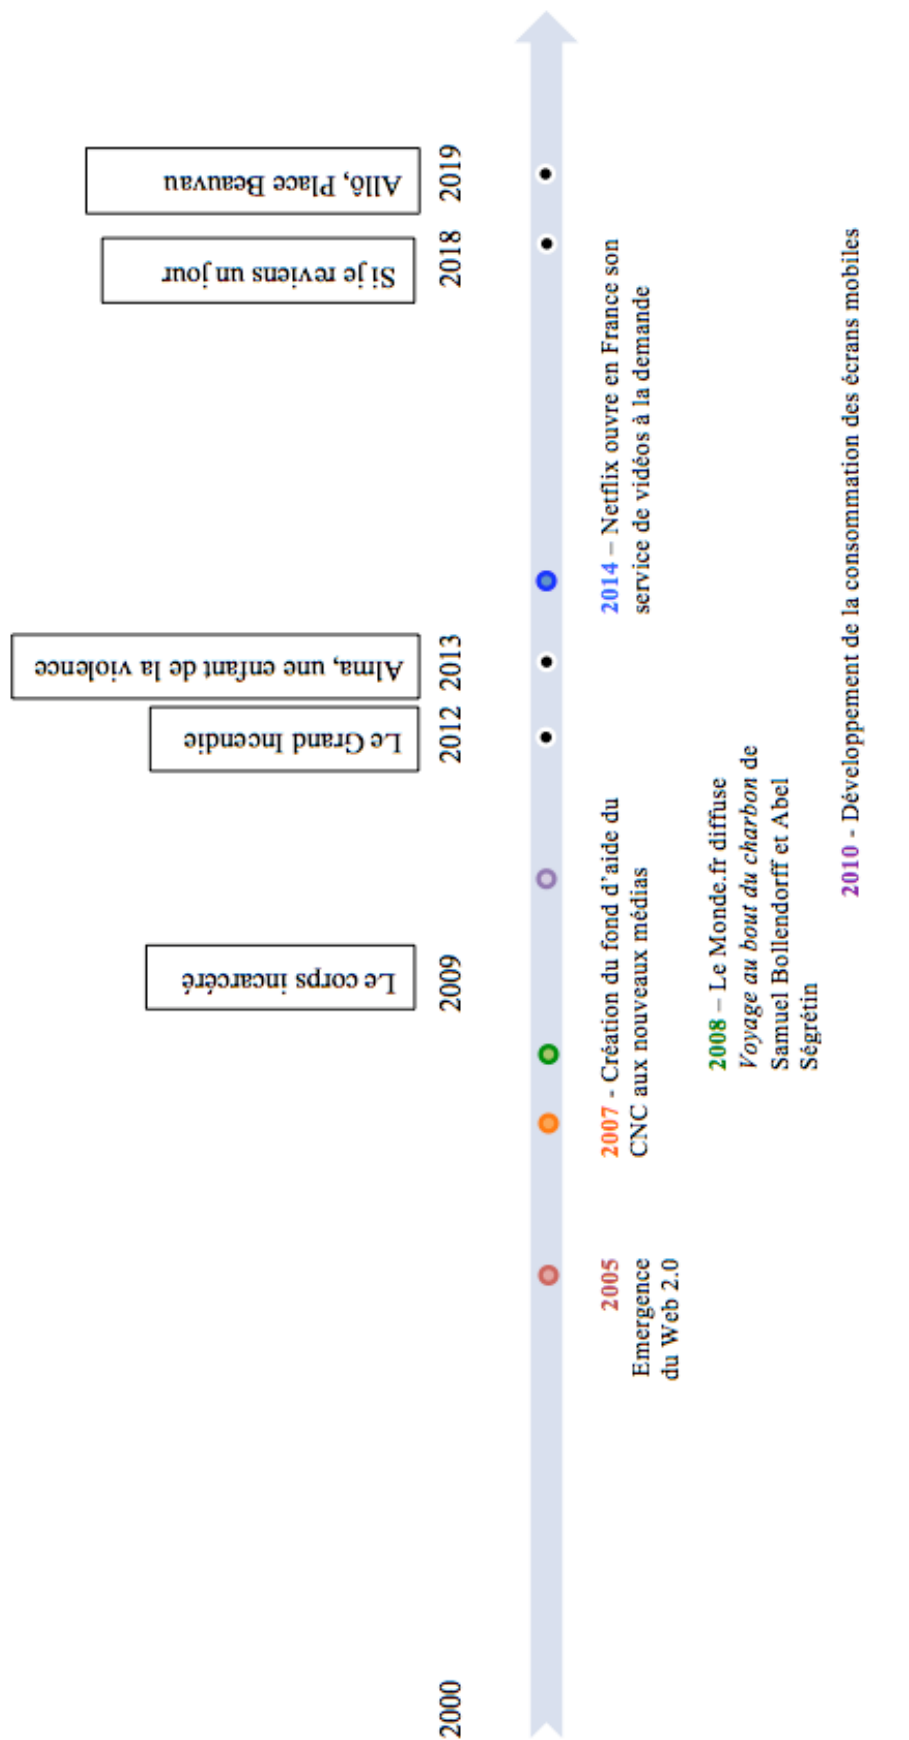 2000
Le corps incarcéré
2009
Le Grand Incendie
2012
Alma, une enfant de la violence
2013
Si je reviens un jour
2018
Allô, Place Beauvau
2019
2005
Emergence
du Web 2.0
2007 - Création du fond d’aide du
CNC aux nouveaux médias
2008 – Le Monde.fr diffuse
Voyage au bout du charbon de
Samuel Bollendorff et Abel
Ségrétin
2010 - Développement de la consommation des écrans mobiles
2014 – Netflix ouvre en France son
service de vidéos à la demande